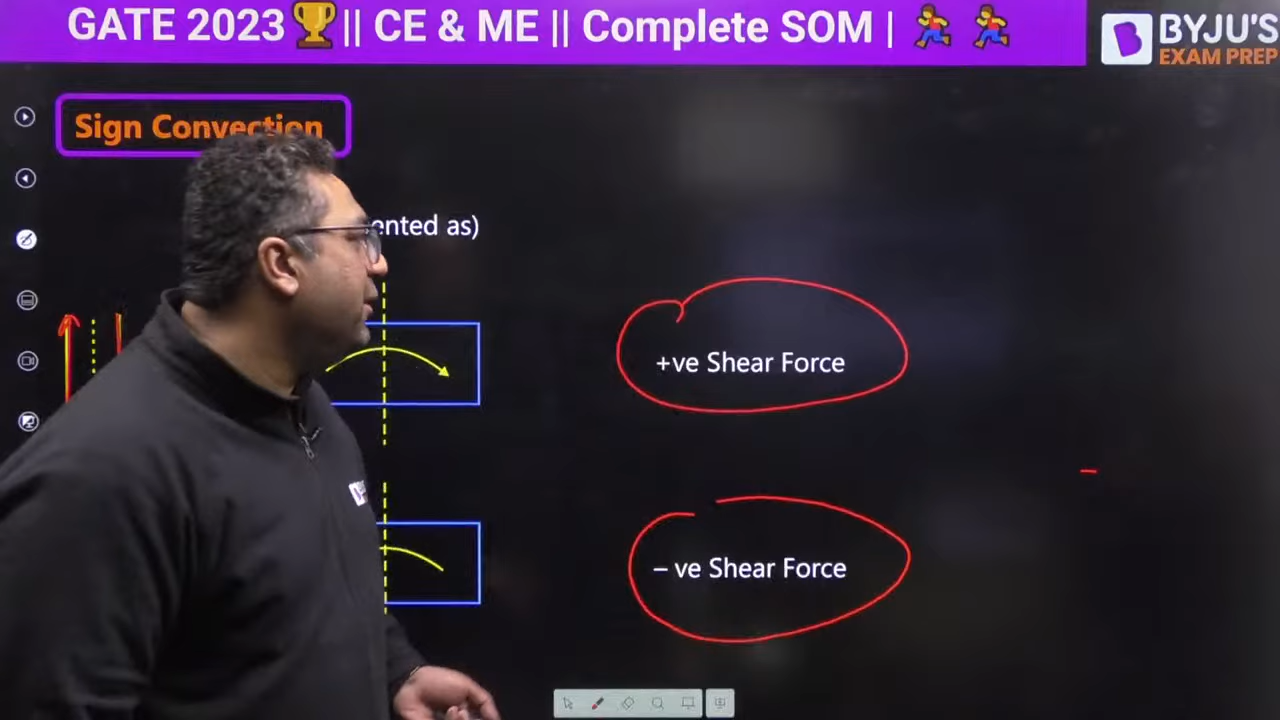 GATE 2023🏆|| CE & ME || Complete SOM | 🏃 🏃
BYJU'S
EXAM PREP
Sign Convection
ented as)
+ve Shear Force
– ve Shear Force